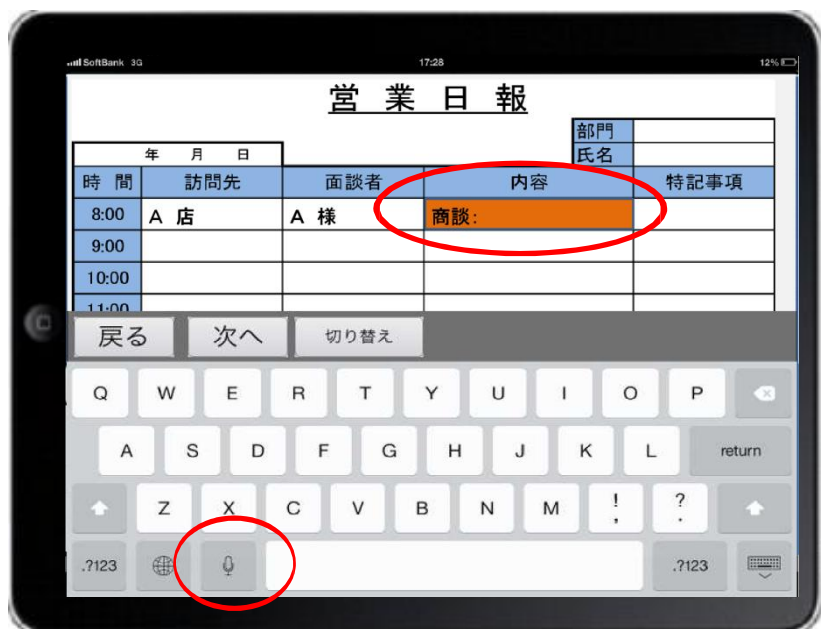 SoftBank 3G 17:28 12%
営 業 日 報
部門
年 月 日 氏名
時 間 訪問先 面談者 内容 特記事項
8:00 A 店 A 様 商談:
9:00
10:00
11:00
戻る 次へ 切り替え
Q W E R T Y U I O P
A S D F G H J K L return
Z X C V B N M ! , ? .
.?123 .?123